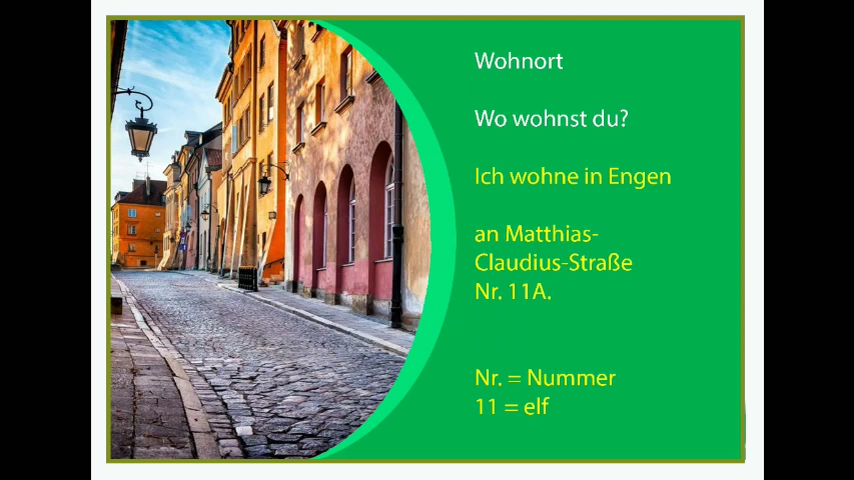 Wohnort
Wo wohnst du?
Ich wohne in Engen
an Matthias-
Claudius-Straße
Nr. 11A.
Nr. = Nummer
11 = elf